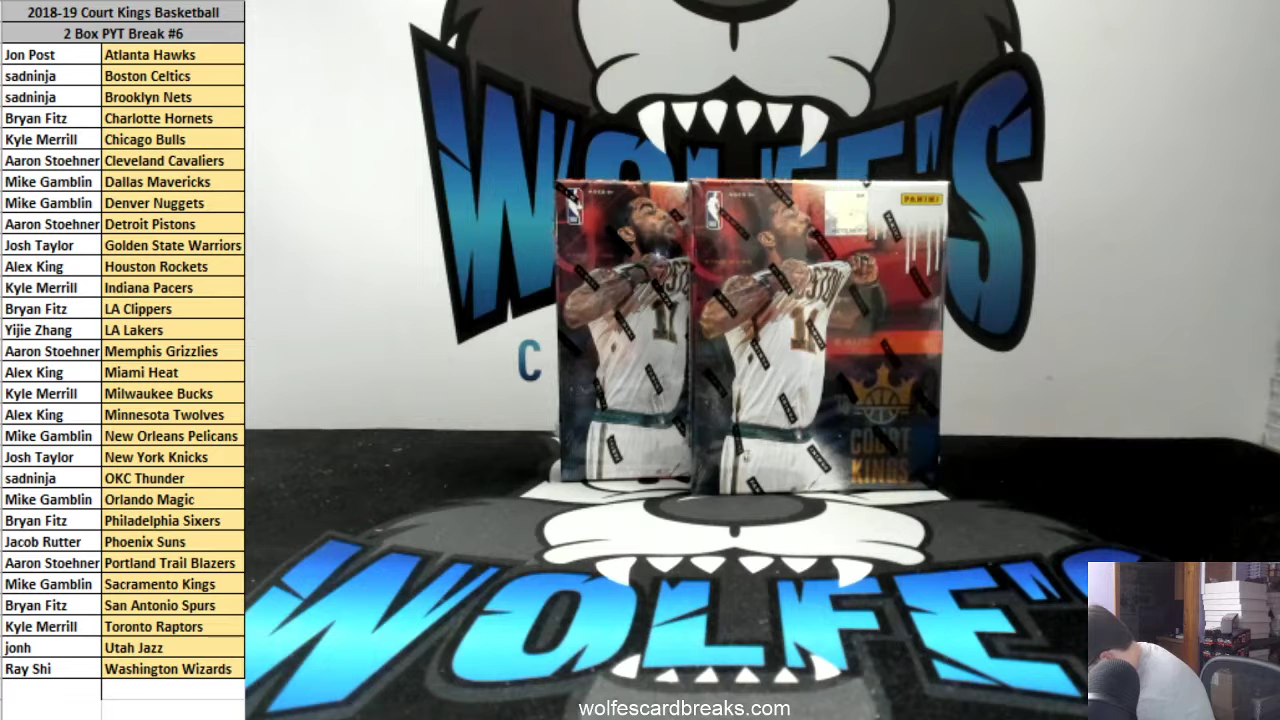 2018-19 Court Kings Basketball
2 Box PYT Break #6
Jon Post Atlanta Hawks
sadninja Boston Celtics
sadninja Brooklyn Nets
Bryan Fitz Charlotte Hornets
Kyle Merrill Chicago Bulls
Aaron Stoehner Cleveland Cavaliers
Mike Gamblin Dallas Mavericks
Mike Gamblin Denver Nuggets
Aaron Stoehner Detroit Pistons
Josh Taylor Golden State Warriors
Alex King Houston Rockets
Kyle Merrill Indiana Pacers
Bryan Fitz LA Clippers
Yijie Zhang LA Lakers
Aaron Stoehner Memphis Grizzlies
Alex King Miami Heat
Kyle Merrill Milwaukee Bucks
Alex King Minnesota Twolves
Mike Gamblin New Orleans Pelicans
Josh Taylor New York Knicks
sadninja OKC Thunder
Mike Gamblin Orlando Magic
Bryan Fitz Philadelphia Sixers
Jacob Rutter Phoenix Suns
Aaron Stoehner Portland Trail Blazers
Mike Gamblin Sacramento Kings
Bryan Fitz San Antonio Spurs
Kyle Merrill Toronto Raptors
jonh Utah Jazz
Ray Shi Washington Wizards
WOLFE'S
C
PANINI
COURT
KINGS
WOLFE'S
wolfescardbreaks.com